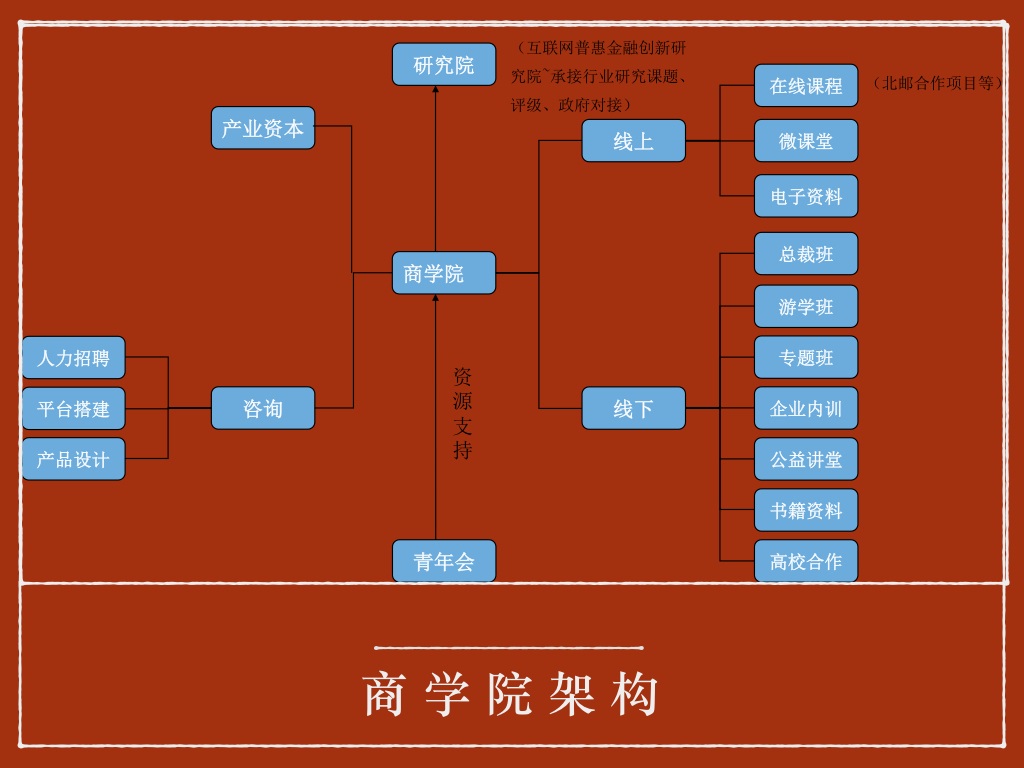 研究院
（互联网普惠金融创新研
究院~承接行业研究课题、
评级、政府对接）
在线课程
（北邮合作项目等）
产业资本
线上
微课堂
电子资料
总裁班
商学院
游学班
人力招聘
专题班
资源支持
平台搭建
咨询
线下
企业内训
产品设计
公益讲堂
书籍资料
青年会
高校合作
商学院架构